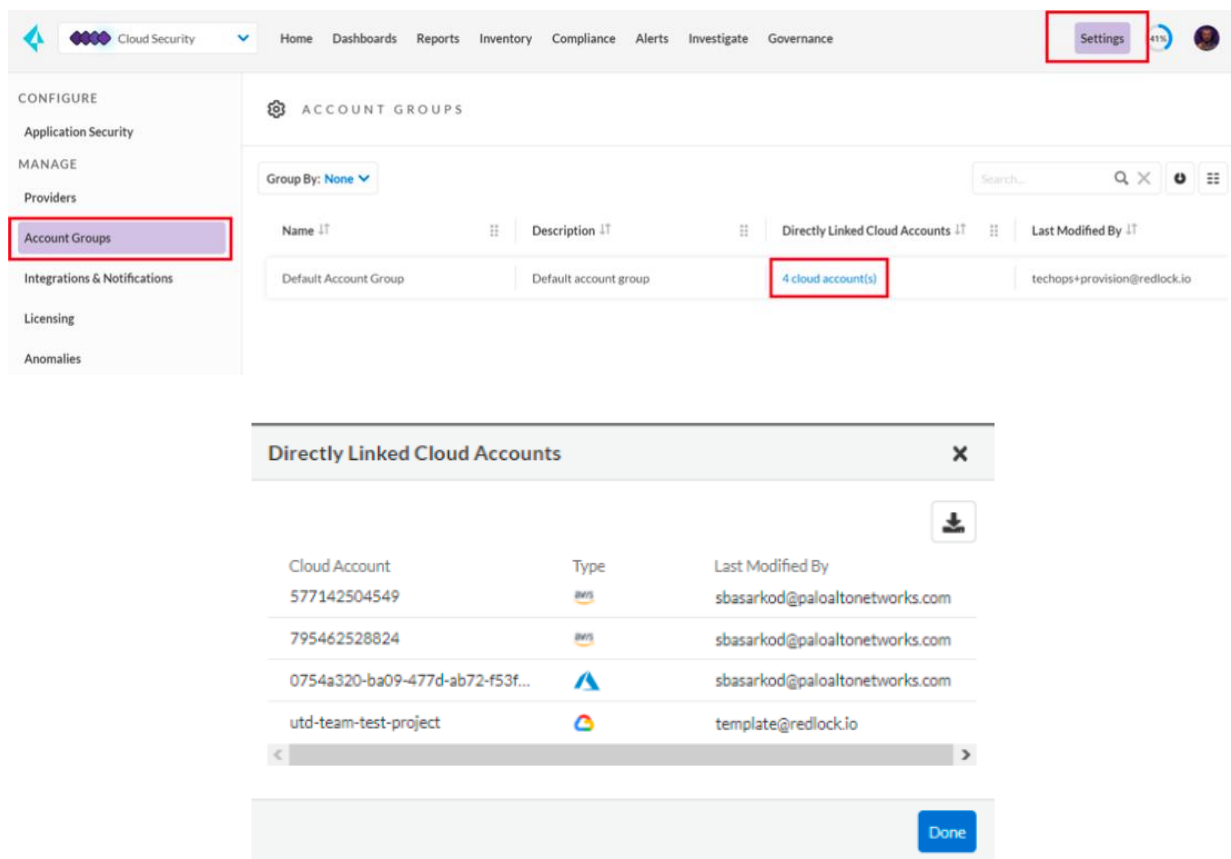 Cloud Security Home Dashboards Reports Inventory Compliance Alerts Investigate Governance Settings 41%
CONFIGURE
Application Security
MANAGE
Providers
Account Groups
Integrations & Notifications
Licensing
Anomalies
ACCOUNT GROUPS
Group By: None Search...
Name Description Directly Linked Cloud Accounts Last Modified By
Default Account Group Default account group 4 cloud account(s) techops+provision@redlock.io
Directly Linked Cloud Accounts
Cloud Account Type Last Modified By
577142504549 aws sbasarkod@paloaltonetworks.com
795462528824 aws sbasarkod@paloaltonetworks.com
0754a320-ba09-477d-ab72-f53f... sbasarkod@paloaltonetworks.com
utd-team-test-project template@redlock.io
Done